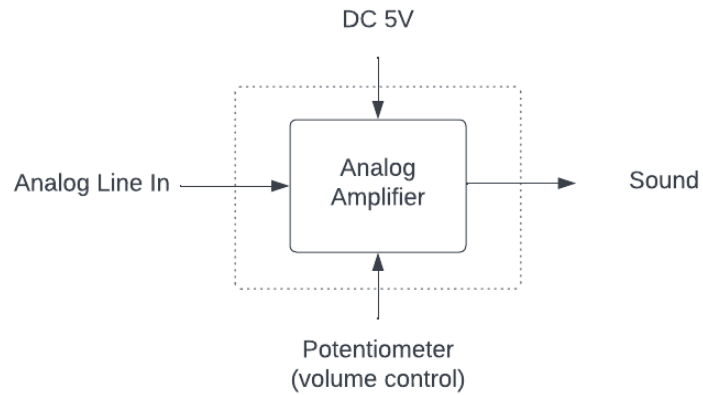 DC 5V
Analog Line In
Analog
Amplifier
Sound
Potentiometer
(volume control)